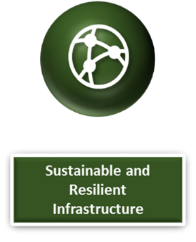 Sustainable and
Resilient
Infrastructure